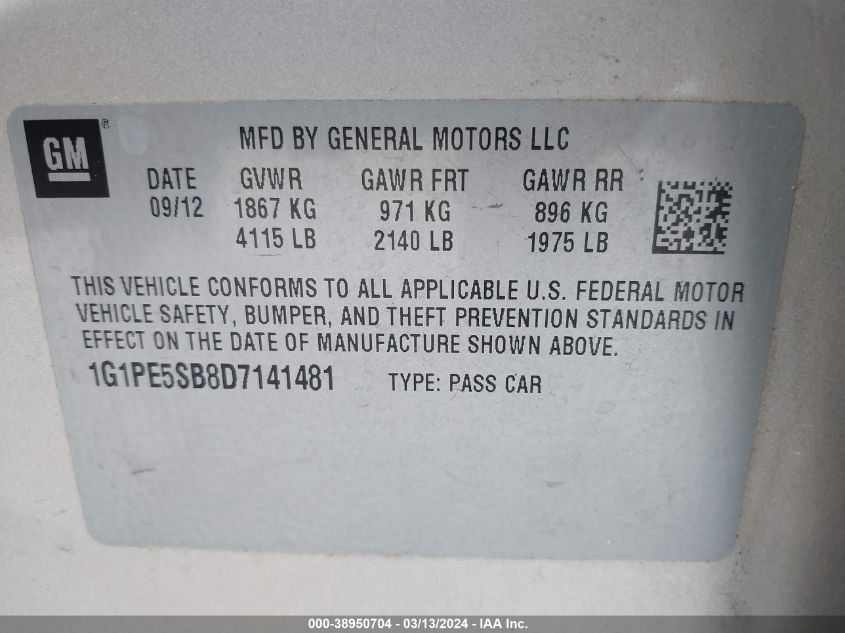 GM ®
MFD BY GENERAL MOTORS LLC
DATE GVWR GAWR FRT GAWR RR
09/12 1867 KG 971 KG 896 KG
4115 LB 2140 LB 1975 LB
THIS VEHICLE CONFORMS TO ALL APPLICABLE U.S. FEDERAL MOTOR
VEHICLE SAFETY, BUMPER, AND THEFT PREVENTION STANDARDS IN
EFFECT ON THE DATE OF MANUFACTURE SHOWN ABOVE.
1G1PE5SB8D7141481 TYPE: PASS CAR
000-38950704 - 03/13/2024 - IAA Inc.